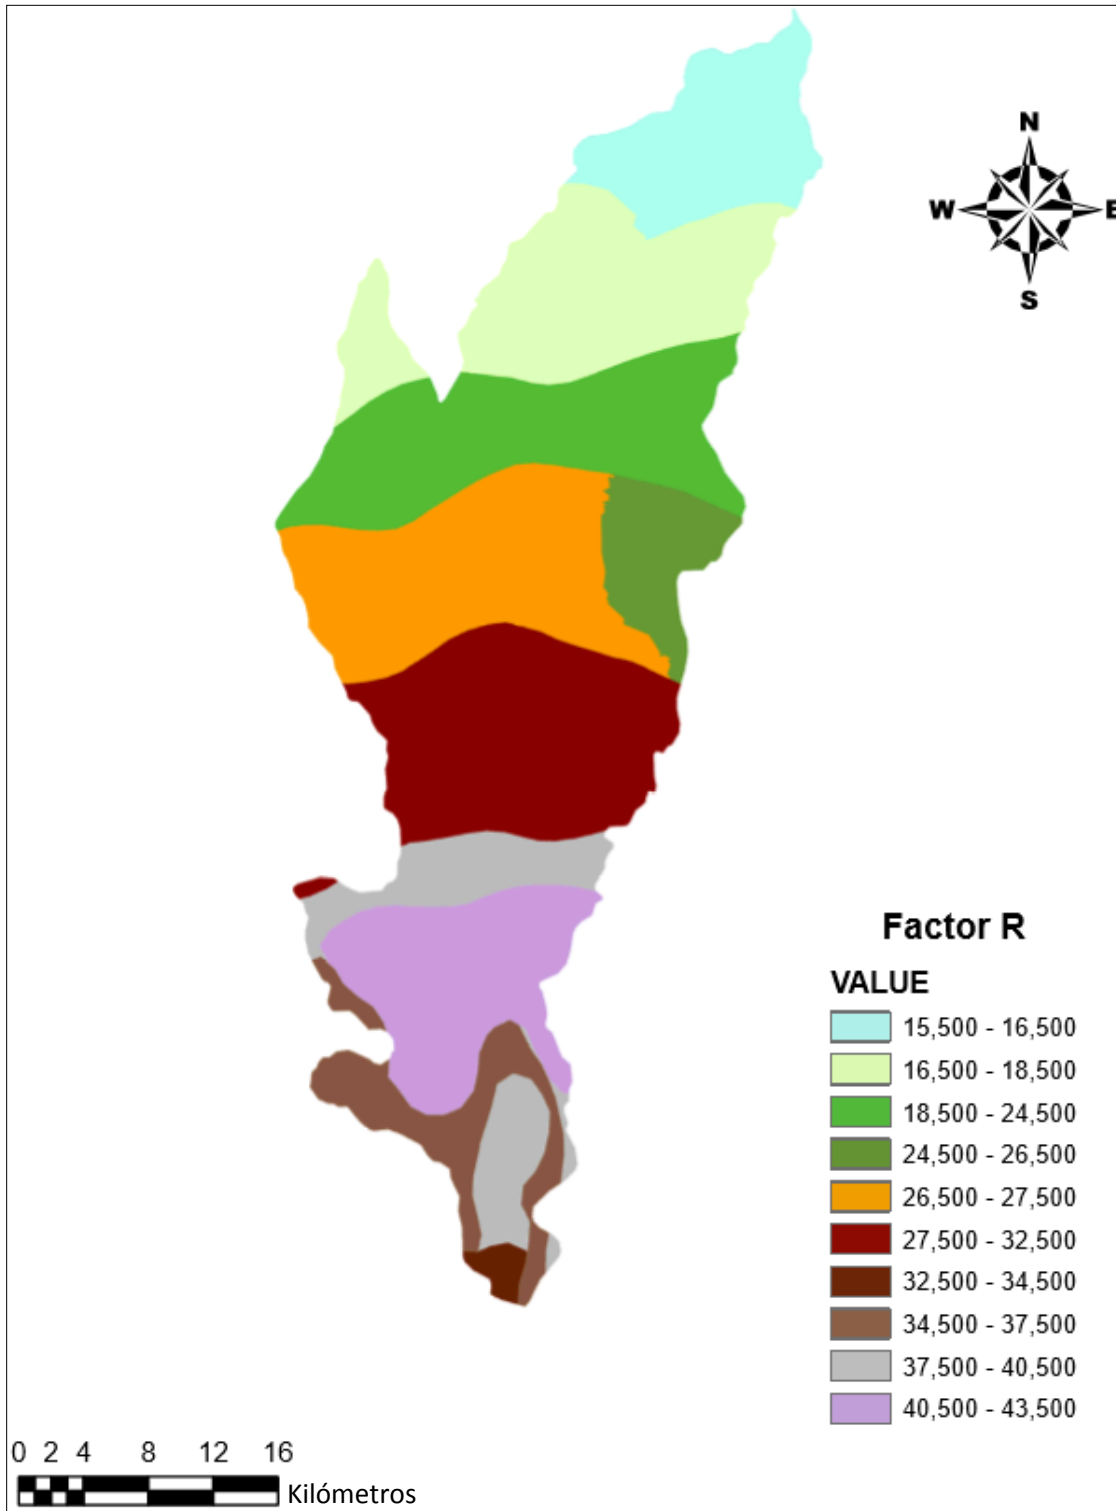 N
W E
S
Factor R
VALUE
15,500 - 16,500
16,500 - 18,500
18,500 - 24,500
24,500 - 26,500
26,500 - 27,500
27,500 - 32,500
32,500 - 34,500
34,500 - 37,500
37,500 - 40,500
40,500 - 43,500
0 2 4 8 12 16
Kilómetros